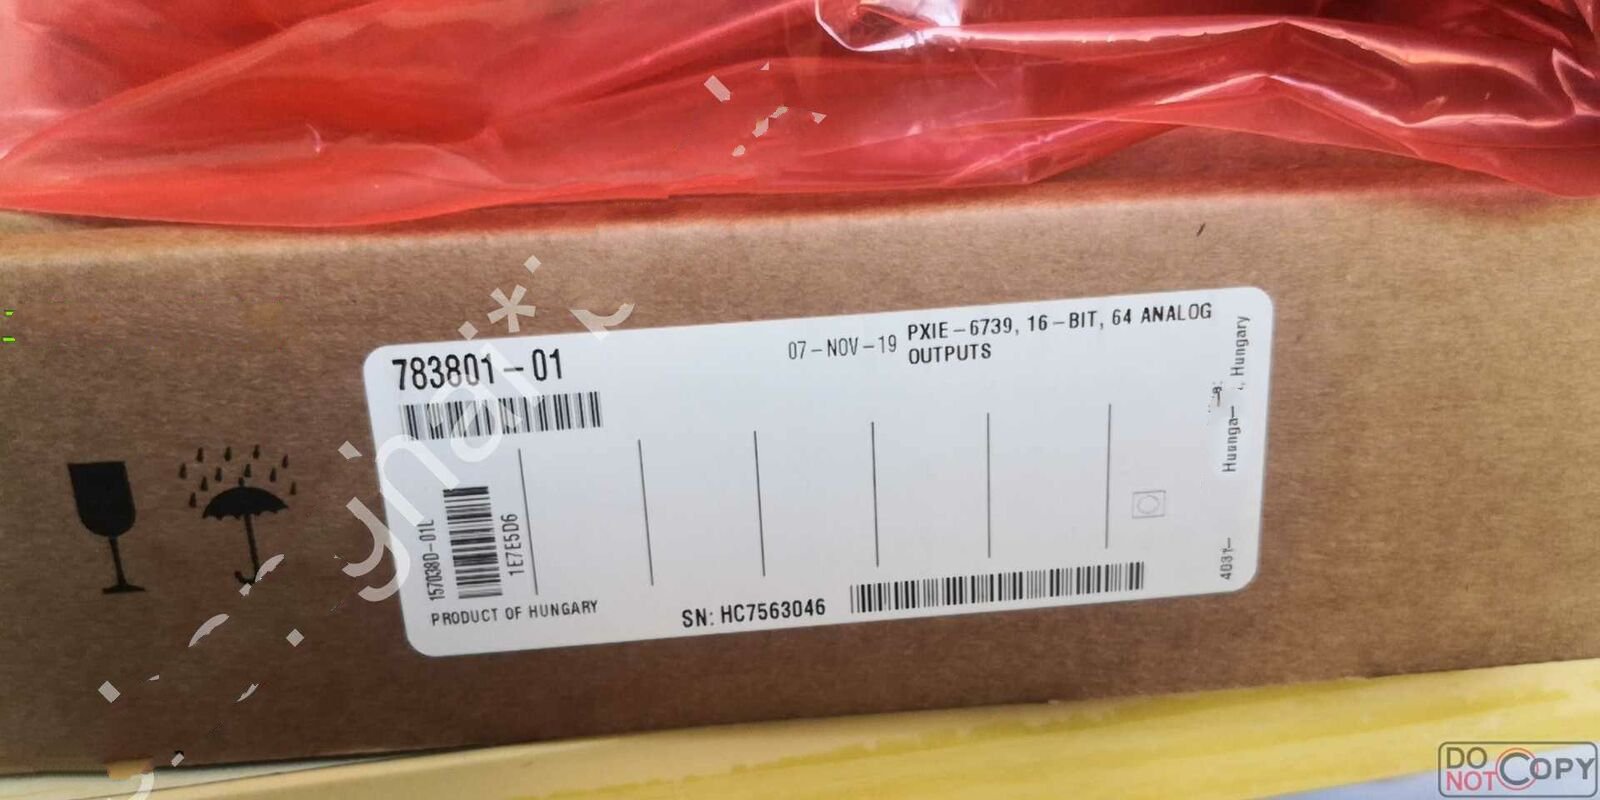 783801-01
07-NOV-19
PXIE-6739, 16-BIT, 64 ANALOG
OUTPUTS
157038D-01L
1E7E5D6
PRODUCT OF HUNGARY
SN: HC7563046
, Hungary
4031-
DO
NOT COPY